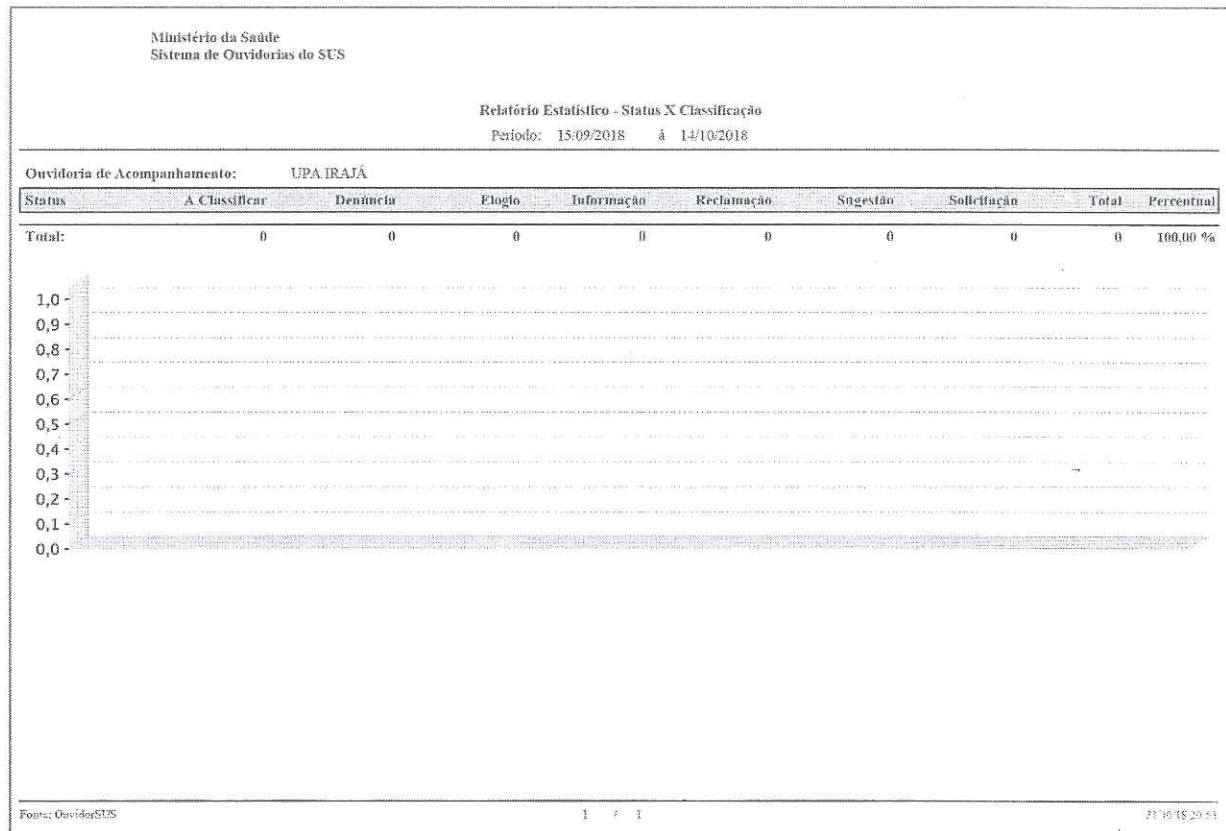 Ministério da Saúde
Sistema de Ouvidorias do SUS
Relatório Estatístico - Status X Classificação
Período: 15/09/2018 à 14/10/2018
Ouvidoria de Acompanhamento: UPA IRAJÁ
Status A Classificar Denúncia Elogio Informação Reclamação Sugestão Solicitação Total Percentual
Total: 0 0 0 0 0 0 0 0 100,00 %
1,0
0,9
0,8
0,7
0,6
0,5
0,4
0,3
0,2
0,1
0,0
Fonte: OuvidorSUS 1 / 1